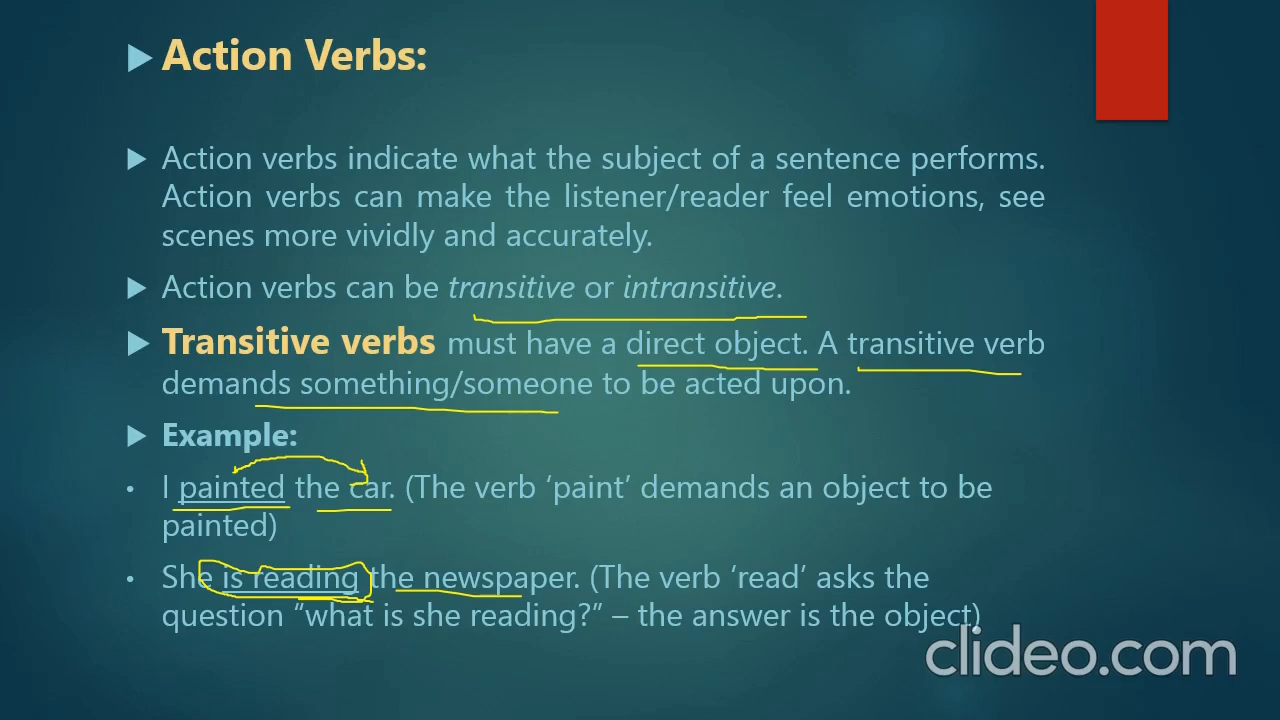 Action Verbs:
Action verbs indicate what the subject of a sentence performs.
Action verbs can make the listener/reader feel emotions, see
scenes more vividly and accurately.
Action verbs can be transitive or intransitive.
Transitive verbs must have a direct object. A transitive verb
demands something/someone to be acted upon.
Example:
• I painted the car. (The verb ‘paint’ demands an object to be
painted)
• She is reading the newspaper. (The verb ‘read’ asks the
question “what is she reading?” – the answer is the object)
clideo.com